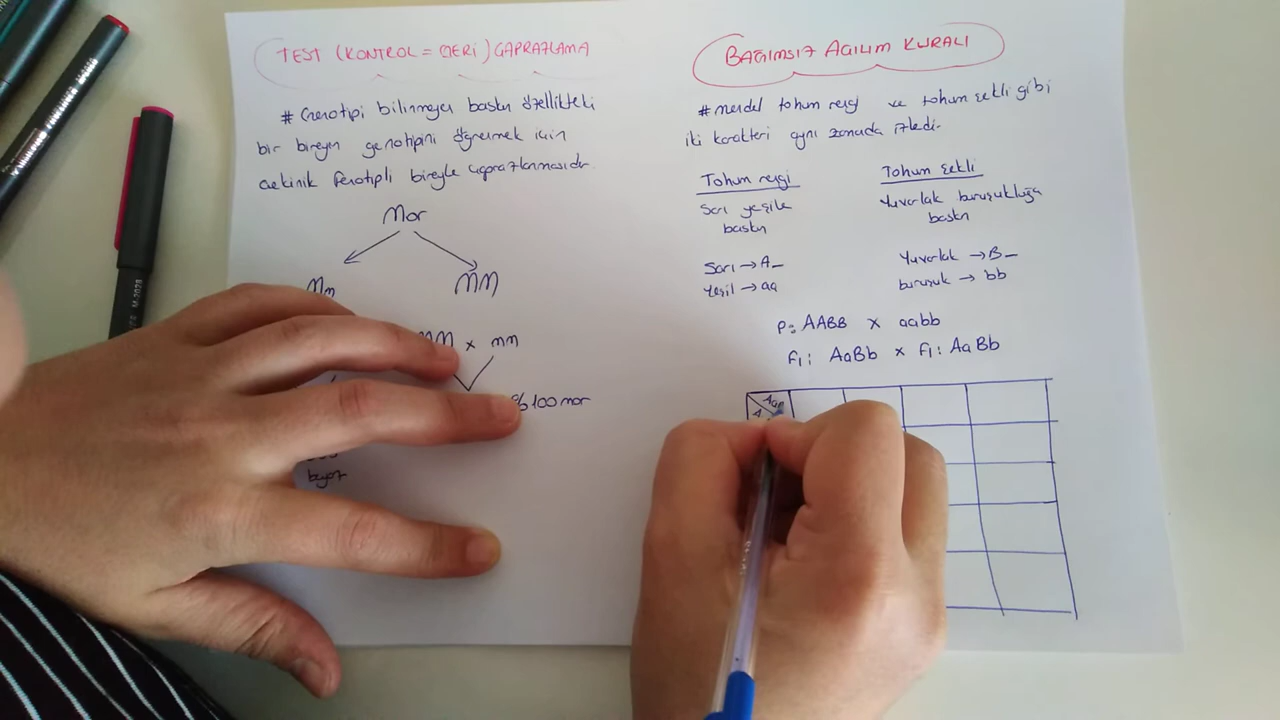 TEST (KONTROL = GERİ) ÇAPRAZLAMA
# Genotipi bilinmeyen baskın özellikteki
bir bireyin genotipini öğrenmek için
çekinik fenotipli bireyle çaprazlanmasıdır
Mor
Mm
MM
MM x mm
%100 mor
beyaz
BAĞIMSIZ AÇILIM KURALI
# mendel tohum rengi ve tohum şekli gibi
iki karakteri aynı zamanda izledi.
Tohum rengi
Sarı yeşile
baskın
Sarı → A_
Yeşil → aa
Tohum şekli
Yuvarlak buruşukluğa
baskın
Yuvarlak → B_
buruşuk → bb
P: AABB x aabb
F1: AaBb x F1: AaBb